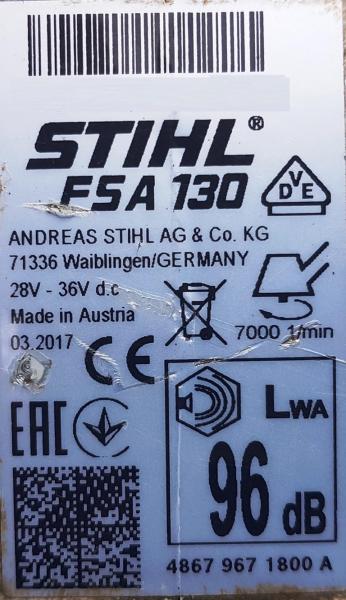 STIHL®
FSA 130
DVE
ANDREAS STIHL AG & Co. KG
71336 Waiblingen/GERMANY
28V - 36V d.c
Made in Austria
7000 1/min
03.2017
CE
EAC
LWA
96 dB
4867 967 1800 A